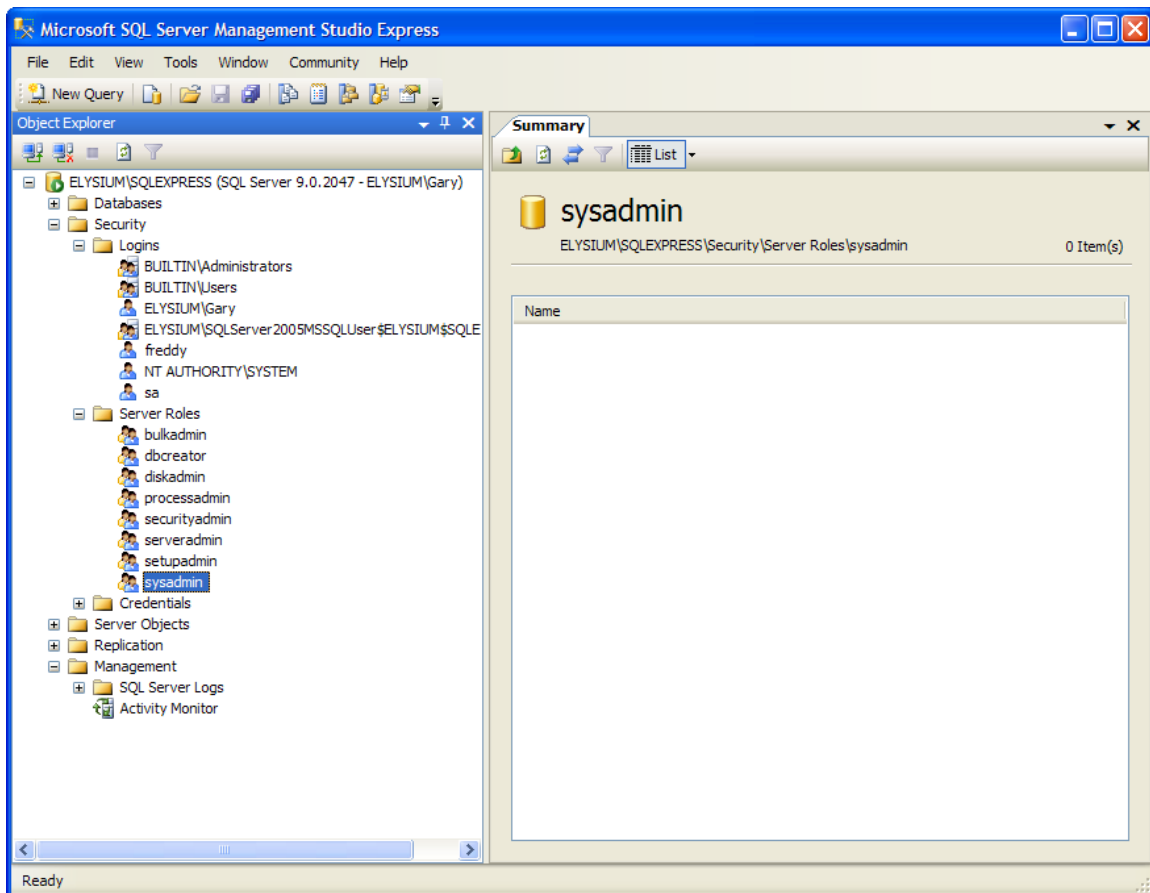 Microsoft SQL Server Management Studio Express
File Edit View Tools Window Community Help
New Query
Object Explorer
Summary
List
ELYSIUM\SQLEXPRESS (SQL Server 9.0.2047 - ELYSIUM\Gary)
Databases
Security
Logins
BUILTIN\Administrators
BUILTIN\Users
ELYSIUM\Gary
ELYSIUM\SQLServer2005MSSQLUser$ELYSIUM$SQLE
freddy
NT AUTHORITY\SYSTEM
sa
Server Roles
bulkadmin
dbcreator
diskadmin
processadmin
securityadmin
serveradmin
setupadmin
sysadmin
Credentials
Server Objects
Replication
Management
SQL Server Logs
Activity Monitor
sysadmin
ELYSIUM\SQLEXPRESS\Security\Server Roles\sysadmin 0 Item(s)
Name
Ready